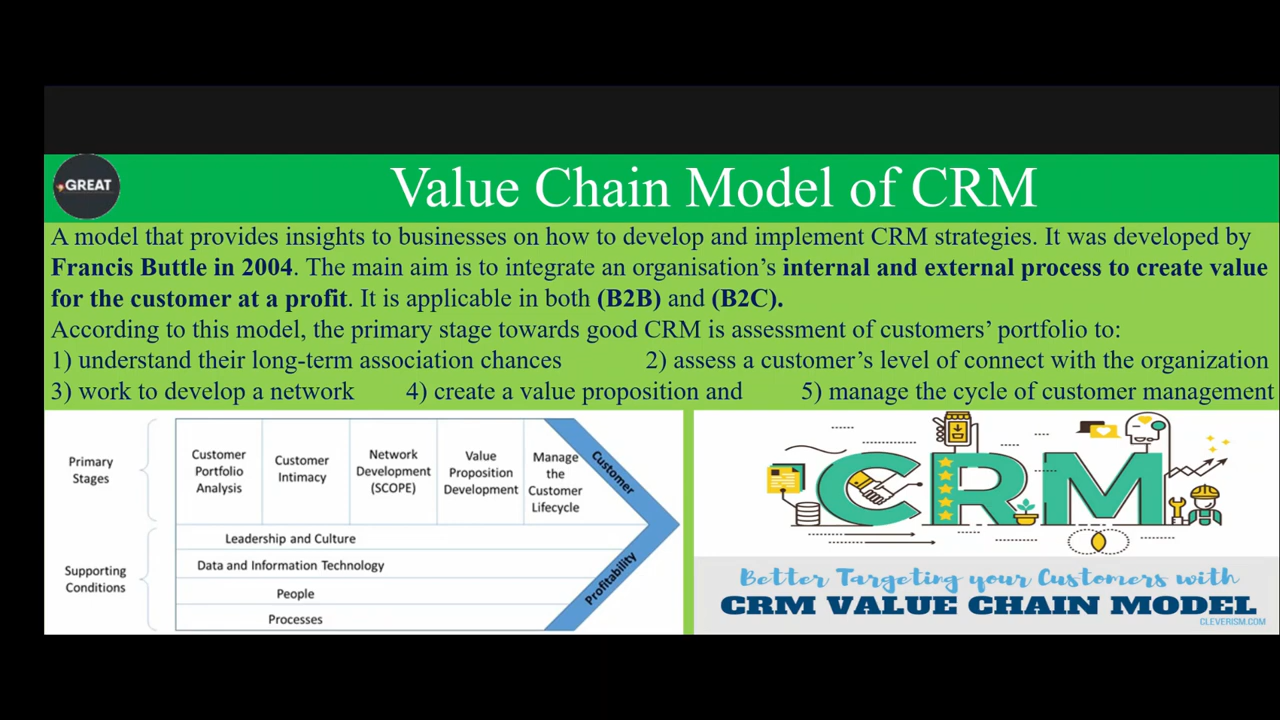 GREAT
Value Chain Model of CRM
A model that provides insights to businesses on how to develop and implement CRM strategies. It was developed by
Francis Buttle in 2004. The main aim is to integrate an organisation's internal and external process to create value
for the customer at a profit. It is applicable in both (B2B) and (B2C).
According to this model, the primary stage towards good CRM is assessment of customers' portfolio to:
1) understand their long-term association chances 2) assess a customer's level of connect with the organization
3) work to develop a network 4) create a value proposition and 5) manage the cycle of customer management
Primary
Stages
Customer
Portfolio
Analysis
Customer
Intimacy
Network
Development
(SCOPE)
Value
Proposition
Development
Manage
the
Customer
Lifecycle
Customer
Supporting
Conditions
Leadership and Culture
Data and Information Technology
People
Processes
Profitability
CRM
Better Targeting your Customers with
CRM VALUE CHAIN MODEL
CLEVERISM.COM